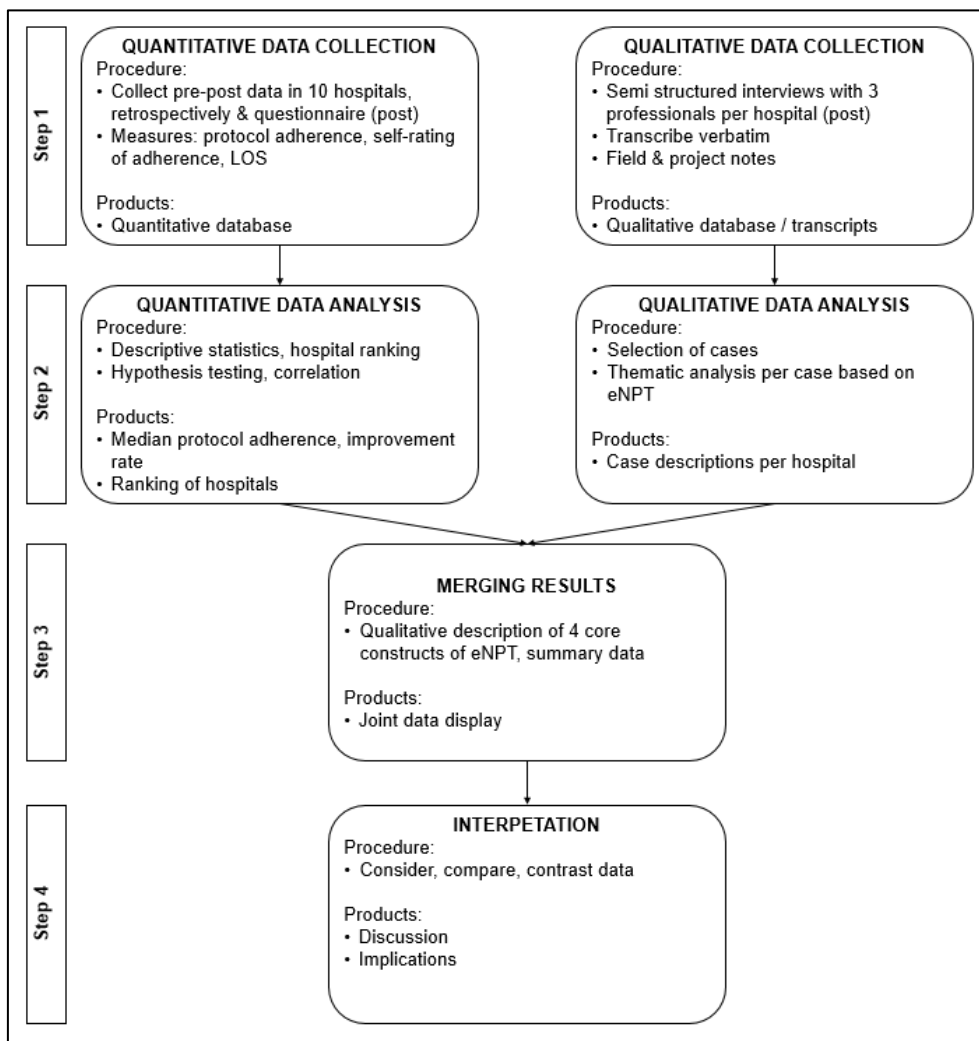 Step 1
QUANTITATIVE DATA COLLECTION
Procedure:
• Collect pre-post data in 10 hospitals,
retrospectively & questionnaire (post)
• Measures: protocol adherence, self-rating
of adherence, LOS
Products:
• Quantitative database
QUALITATIVE DATA COLLECTION
Procedure:
• Semi structured interviews with 3
professionals per hospital (post)
• Transcribe verbatim
• Field & project notes
Products:
• Qualitative database / transcripts
Step 2
QUANTITATIVE DATA ANALYSIS
Procedure:
• Descriptive statistics, hospital ranking
• Hypothesis testing, correlation
Products:
• Median protocol adherence, improvement
rate
• Ranking of hospitals
QUALITATIVE DATA ANALYSIS
Procedure:
• Selection of cases
• Thematic analysis per case based on
eNPT
Products:
• Case descriptions per hospital
Step 3
MERGING RESULTS
Procedure:
• Qualitative description of 4 core
constructs of eNPT, summary data
Products:
• Joint data display
Step 4
INTERPETATION
Procedure:
• Consider, compare, contrast data
Products:
• Discussion
• Implications